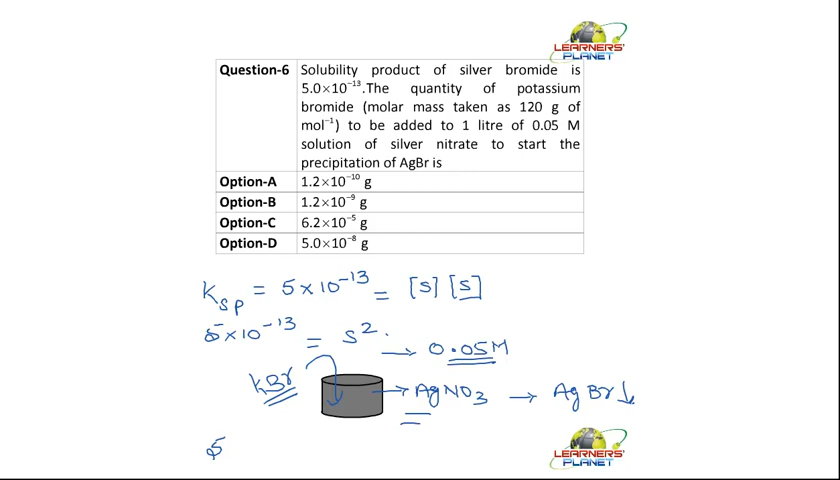 LEARNERS'
PLANET
Question-6 Solubility product of silver bromide is
5.0×10⁻¹³.The quantity of potassium
bromide (molar mass taken as 120 g of
mol⁻¹) to be added to 1 litre of 0.05 M
solution of silver nitrate to start the
precipitation of AgBr is
Option-A 1.2×10⁻¹⁰ g
Option-B 1.2×10⁻⁹ g
Option-C 6.2×10⁻⁵ g
Option-D 5.0×10⁻⁸ g
Ksp = 5×10⁻¹³ = [s] [s]
5×10⁻¹³ = s².
→ 0.05M
KBr → AgNO₃ → AgBr↓
5
LEARNERS'
PLANET